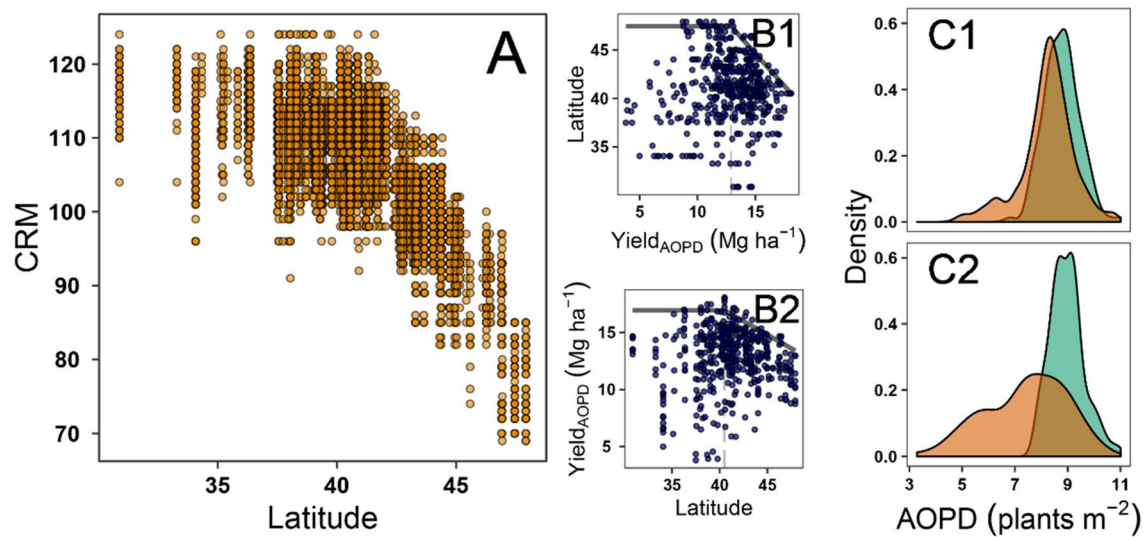 A
CRM
120
110
100
90
80
70
35
40
45
Latitude
B1
Latitude
45
40
35
5
10
15
Yield_AOPD (Mg ha⁻¹)
B2
Yield_AOPD (Mg ha⁻¹)
15
10
5
35
40
45
Latitude
C1
Density
0.6
0.4
0.2
0.0
C2
0.6
0.4
0.2
0.0
3
5
7
9
11
AOPD (plants m⁻²)